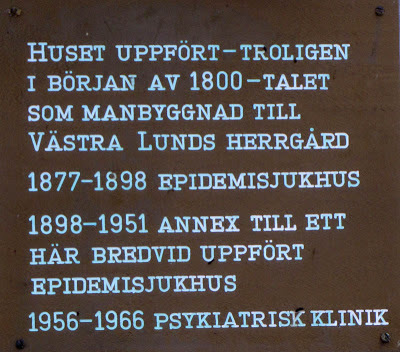 HUSET UPPFÖRT–TROLIGEN
I BÖRJAN AV 1800–TALET
SOM MANBYGGNAD TILL
VÄSTRA LUNDS HERRGÅRD
1877–1898 EPIDEMISJUKHUS
1898–1951 ANNEX TILL ETT
HÄR BREDVID UPPFÖRT
EPIDEMISJUKHUS
1956–1966 PSYKIATRISK KLINIK